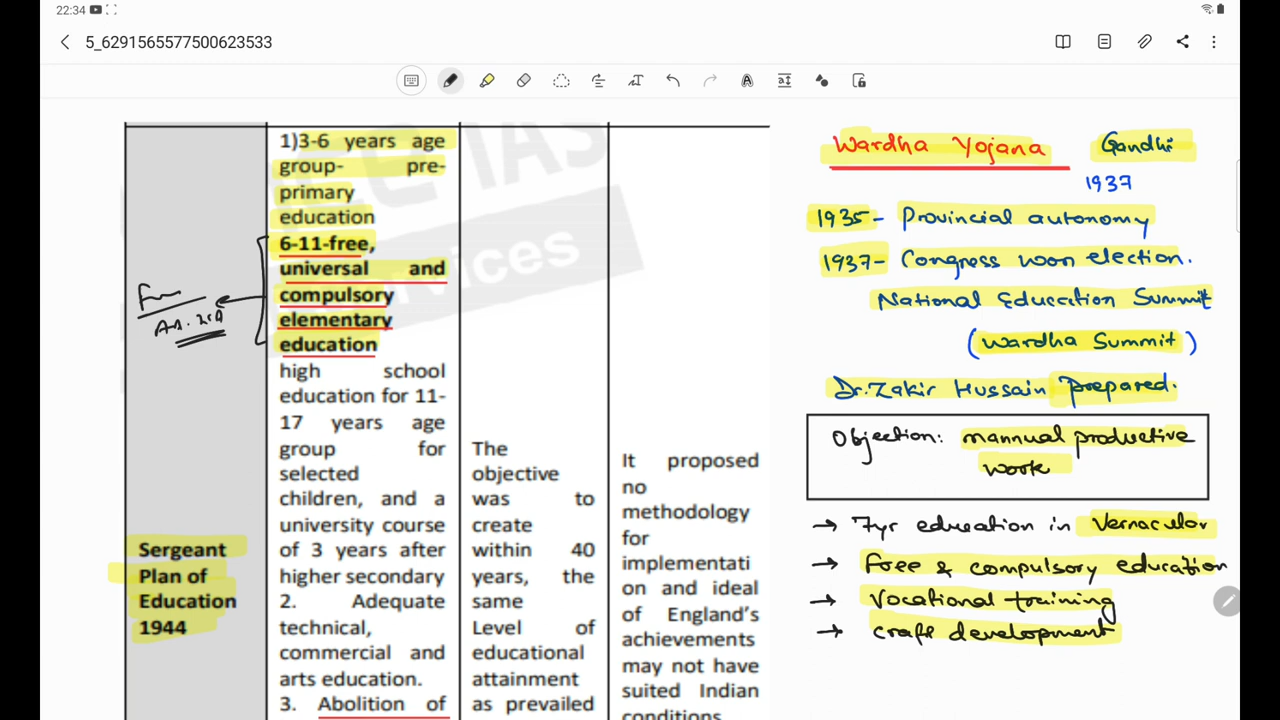 22:34
5_6291565577500623533
1)3-6 years age
group- pre-
primary
education
6-11-free,
universal and
compulsory
elementary
education
high school
education for 11-
17 years age
group for
selected
children, and a
university course
of 3 years after
higher secondary
2. Adequate
technical,
commercial and
arts education.
3. Abolition of
Sergeant
Plan of
Education
1944
The
objective
was to
create
within 40
years, the
same
Level of
educational
attainment
as prevailed
It proposed
no
methodology
for
implementati
on and ideal
of England's
achievements
may not have
suited Indian
conditions
IAS
services
Wardha Yojana Gandhi
1937
1935- Provincial autonomy
1937- Congress woon election.
National Education Summit
(Wardha Summit)
Dr.Zakir Hussain prepared.
Objection: mannual productive
work
→ 7yr education in vernaculor
→ Free & compulsory education
→ Vocational training
→ craft development